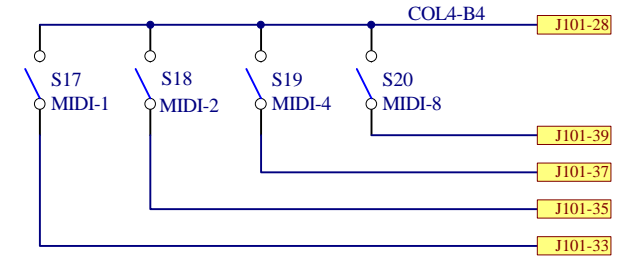 COL4-B4 J101-28
S17 S18 S19 S20
MIDI-1 MIDI-2 MIDI-4 MIDI-8
J101-39
J101-37
J101-35
J101-33